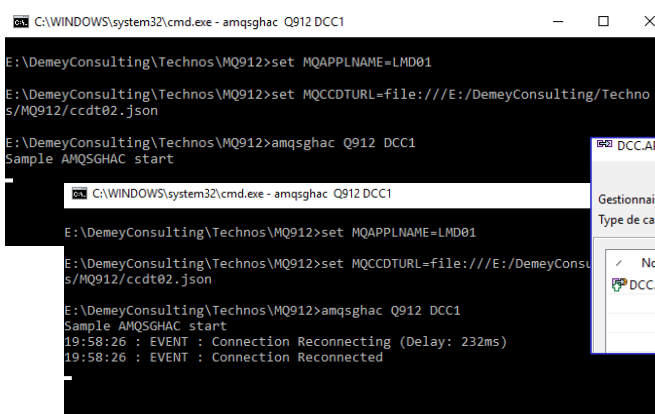 C:\WINDOWS\system32\cmd.exe - amqsghac Q912 DCC1
E:\DemeyConsulting\Technos\MQ912>set MQAPPLNAME=LMD01
E:\DemeyConsulting\Technos\MQ912>set MQCCDTURL=file:///E:/DemeyConsulting/Techno
s/MQ912/ccdt02.json
E:\DemeyConsulting\Technos\MQ912>amqsghac Q912 DCC1
Sample AMQSGHAC start
C:\WINDOWS\system32\cmd.exe - amqsghac Q912 DCC1
E:\DemeyConsulting\Technos\MQ912>set MQAPPLNAME=LMD01
E:\DemeyConsulting\Technos\MQ912>set MQCCDTURL=file:///E:/DemeyConsu
s/MQ912/ccdt02.json
E:\DemeyConsulting\Technos\MQ912>amqsghac Q912 DCC1
Sample AMQSGHAC start
19:58:26 : EVENT : Connection Reconnecting (Delay: 232ms)
19:58:26 : EVENT : Connection Reconnected
DCC.AP
Gestionnai
Type de ca
No
DCC.